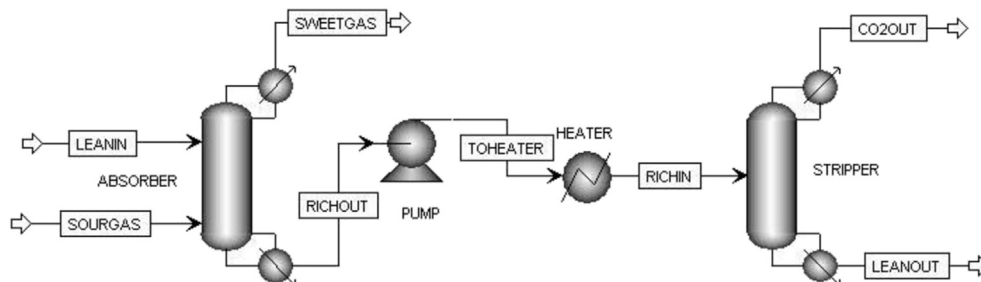 SWEETGAS
CO2OUT
LEANIN
TOHEATER
HEATER
ABSORBER
RICHIN
STRIPPER
RICHOUT
PUMP
SOURGAS
LEANOUT